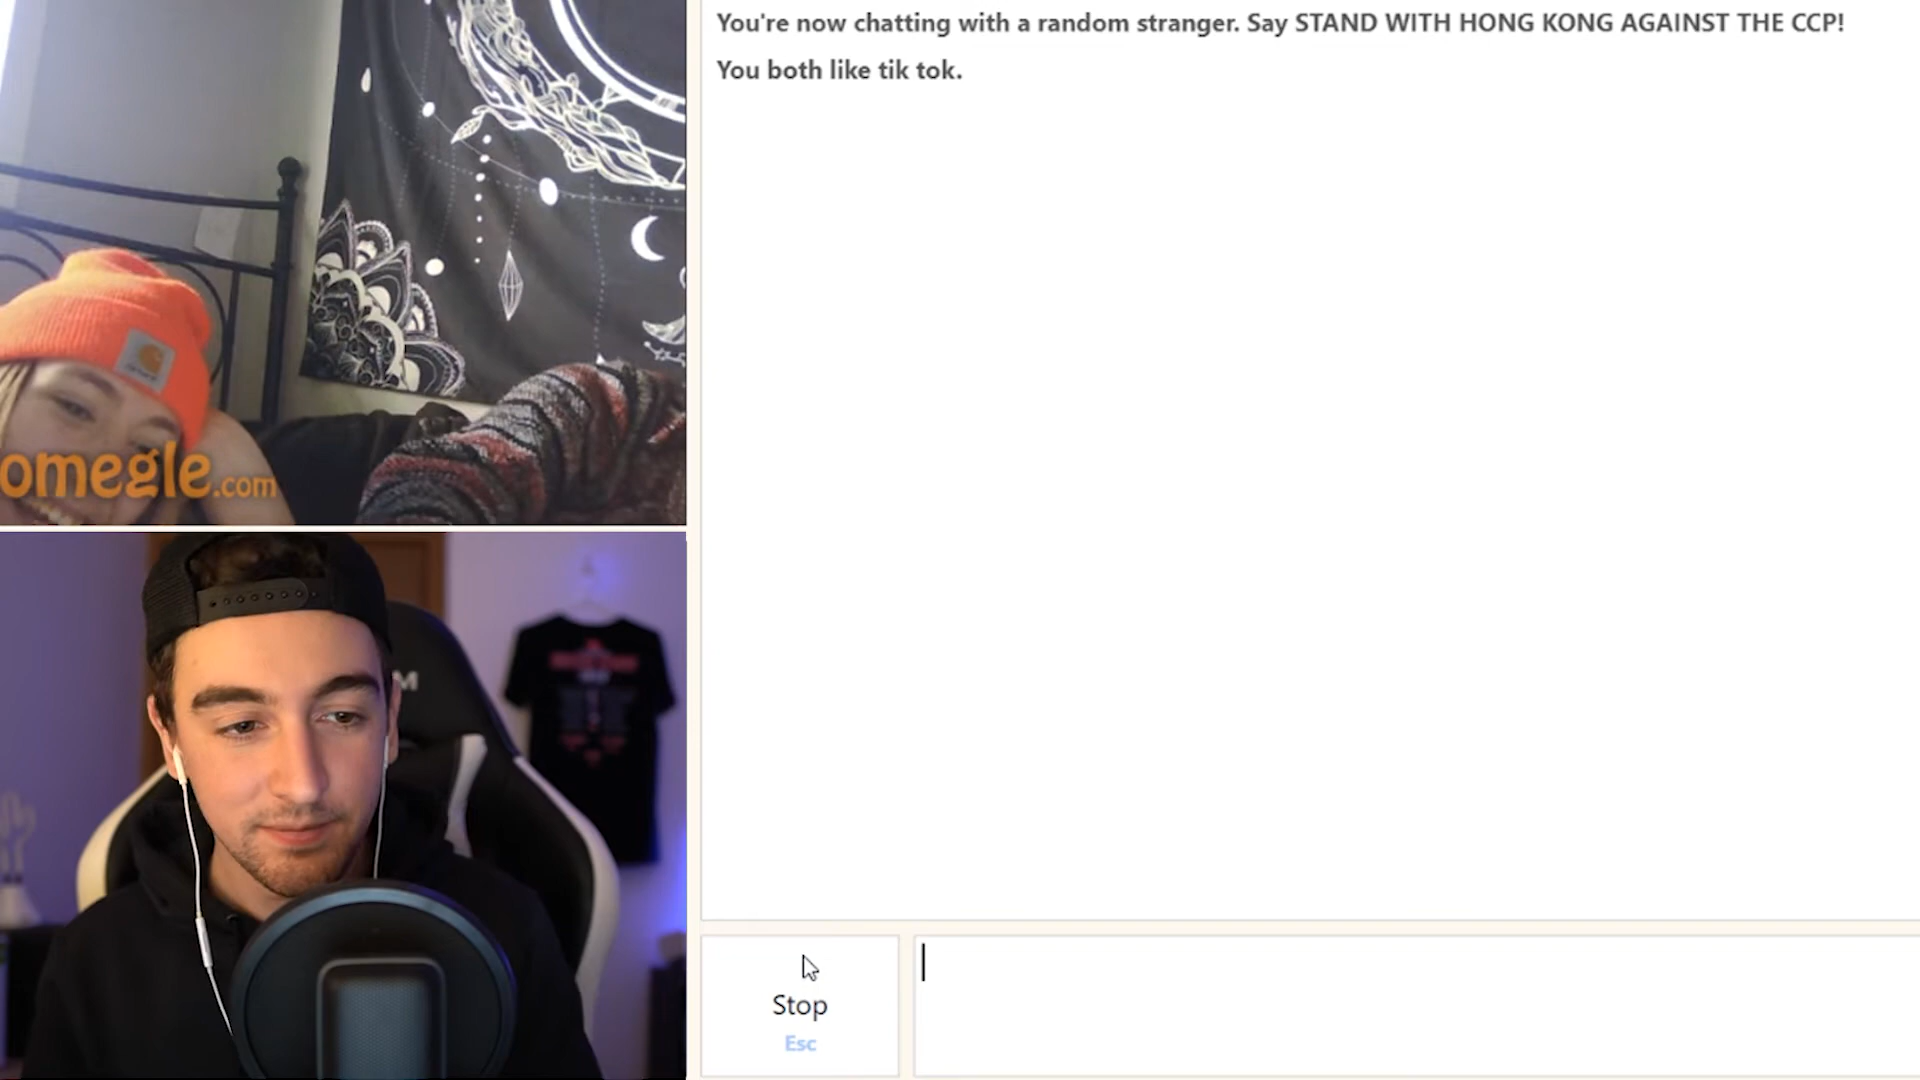 You're now chatting with a random stranger. Say STAND WITH HONG KONG AGAINST THE CCP!
You both like tik tok.
omegle.com
M
Stop
Esc